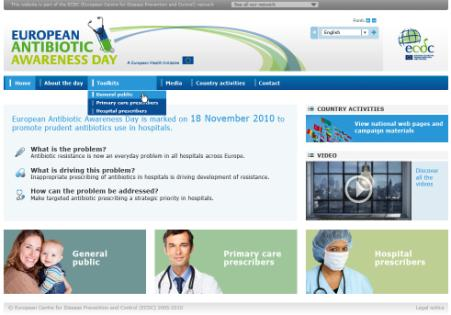 This website is part of the ECDC (European Centre for Disease Prevention and Control) network
See all our network
EUROPEAN
ANTIBIOTIC
AWARENESS DAY
A European Health Initiative
Fonts
English
ecdc
Home
About the day
Toolkits
Media
Country activities
Contact
General public
Primary care prescribers
Hospital prescribers
European Antibiotic Awareness Day is marked on 18 November 2010 to
promote prudent antibiotics use in hospitals.
What is the problem?
Antibiotic resistance is now an everyday problem in all hospitals across Europe.
What is driving this problem?
Inappropriate prescribing of antibiotics in hospitals is driving development of resistance.
How can the problem be addressed?
Make targeted antibiotic prescribing a strategic priority in hospitals.
COUNTRY ACTIVITIES
View national web pages and
campaign materials
VIDEO
Discover
all the
videos
General
public
Primary care
prescribers
Hospital
prescribers
© European Centre for Disease Prevention and Control (ECDC) 2005-2010
Legal notice